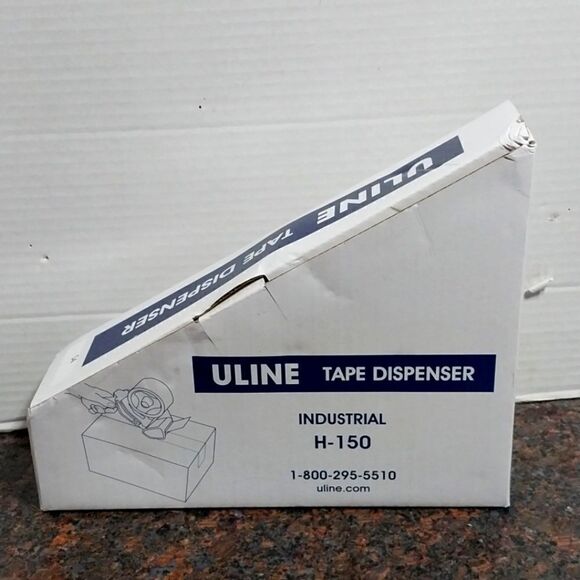 ULINE TAPE DISPENSER
ULINE TAPE DISPENSER
INDUSTRIAL
H-150
1-800-295-5510
uline.com